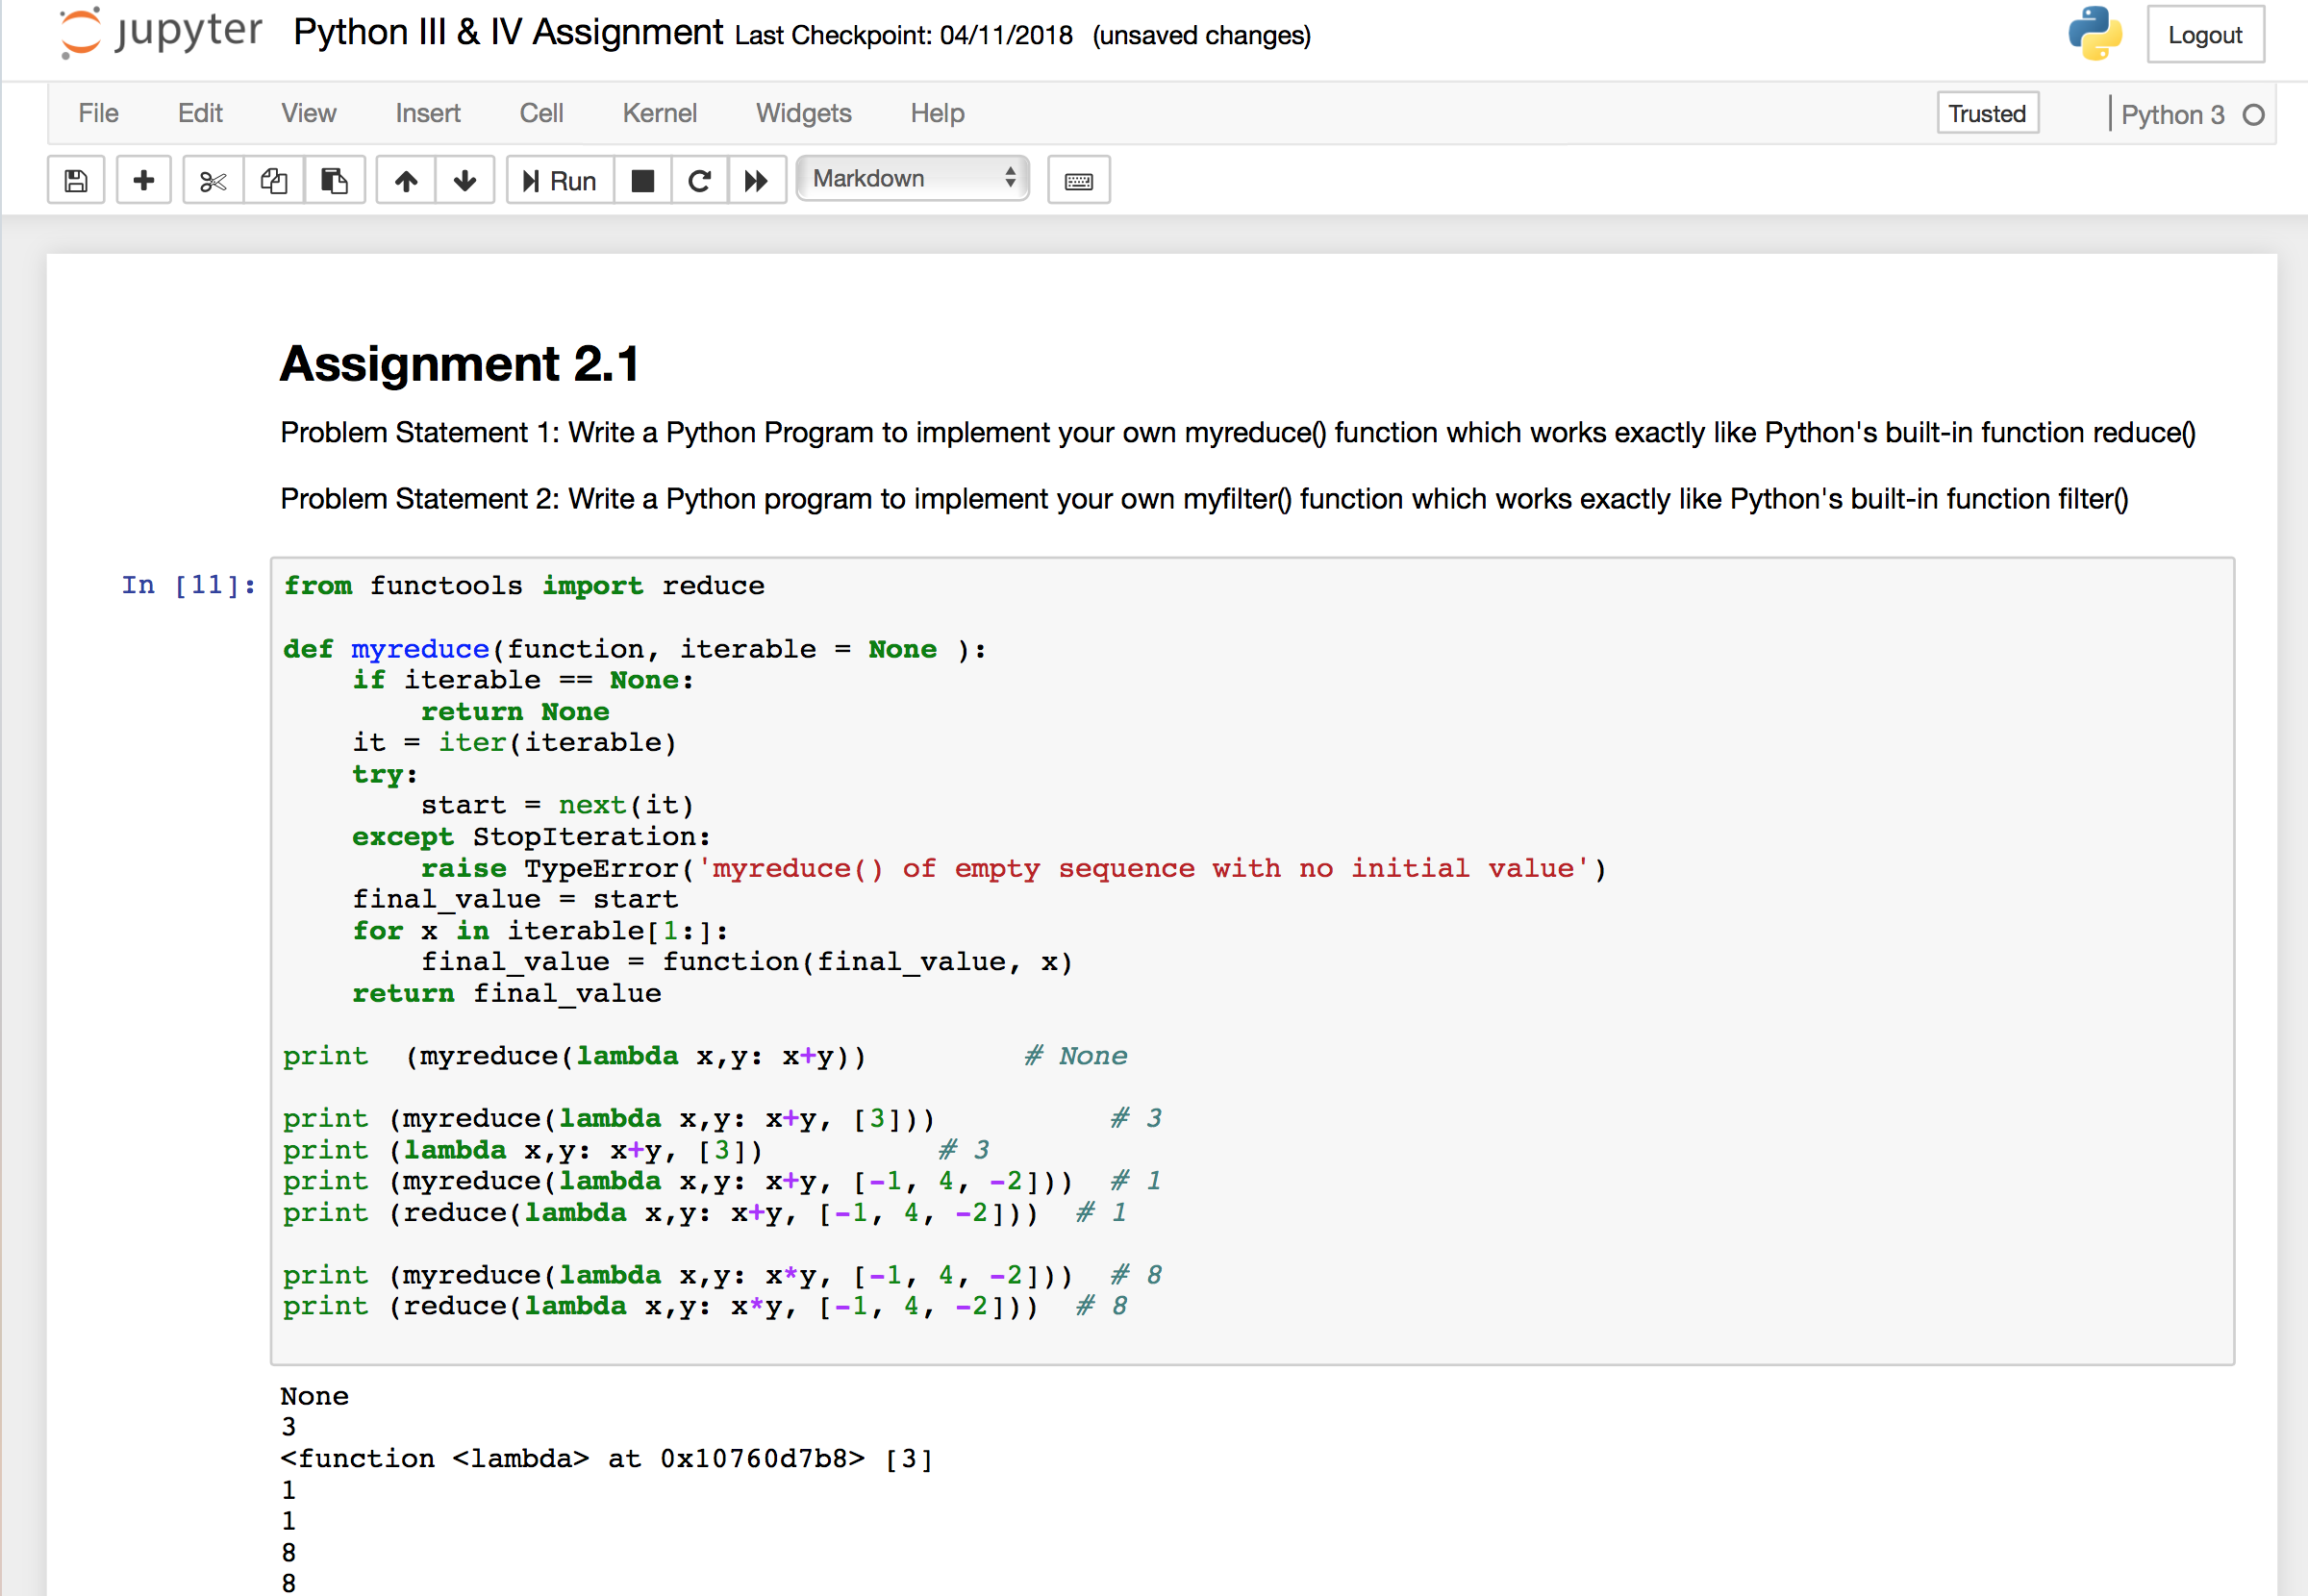 jupyter Python III & IV Assignment Last Checkpoint: 04/11/2018 (unsaved changes) Logout
File Edit View Insert Cell Kernel Widgets Help Trusted Python 3
Run Markdown
Assignment 2.1
Problem Statement 1: Write a Python Program to implement your own myreduce() function which works exactly like Python's built-in function reduce()
Problem Statement 2: Write a Python program to implement your own myfilter() function which works exactly like Python's built-in function filter()
In [11]: from functools import reduce
def myreduce(function, iterable = None ):
    if iterable == None:
        return None
    it = iter(iterable)
    try:
        start = next(it)
    except StopIteration:
        raise TypeError('myreduce() of empty sequence with no initial value')
    final_value = start
    for x in iterable[1:]:
        final_value = function(final_value, x)
    return final_value
print  (myreduce(lambda x,y: x+y))         # None
print (myreduce(lambda x,y: x+y, [3]))          # 3
print (lambda x,y: x+y, [3])          # 3
print (myreduce(lambda x,y: x+y, [-1, 4, -2]))  # 1
print (reduce(lambda x,y: x+y, [-1, 4, -2]))  # 1
print (myreduce(lambda x,y: x*y, [-1, 4, -2]))  # 8
print (reduce(lambda x,y: x*y, [-1, 4, -2]))  # 8
None
3
<function <lambda> at 0x10760d7b8> [3]
1
1
8
8